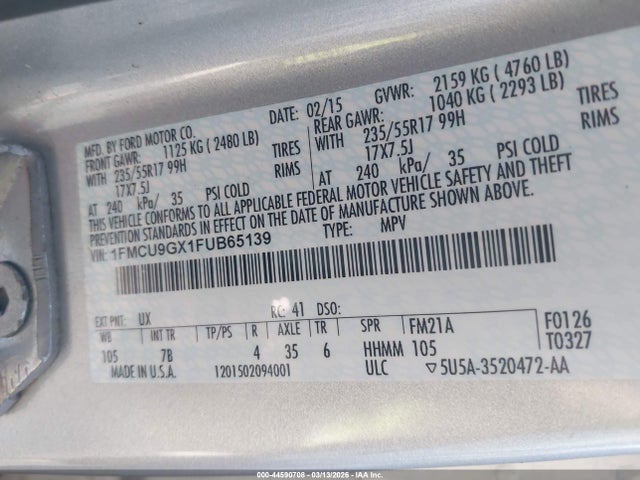 MFD. BY FORD MOTOR CO.
DATE: 02/15 GVWR: 2159 KG ( 4760 LB)
FRONT GAWR: 1125 KG ( 2480 LB)
REAR GAWR: 1040 KG ( 2293 LB)
WITH 235/55R17 99H TIRES
WITH 235/55R17 99H TIRES
17X7.5J RIMS
17X7.5J RIMS
AT 240 kPa/ 35 PSI COLD
AT 240 kPa/ 35 PSI COLD
THIS VEHICLE CONFORMS TO ALL APPLICABLE FEDERAL MOTOR VEHICLE SAFETY AND THEFT
PREVENTION STANDARDS IN EFFECT ON THE DATE OF MANUFACTURE SHOWN ABOVE.
VIN: 1FMCU9GX1FUB65139 TYPE: MPV
EXT PNT: UX RC: 41 DSO:
WB INT TR TP/PS R AXLE TR SPR FM21A F0126
105 7B 4 35 6 HHMM 105 T0327
MADE IN U.S.A. 1201502094001 ULC 5U5A-3520472-AA
000-44590708 - 03/13/2026 - IAA Inc.